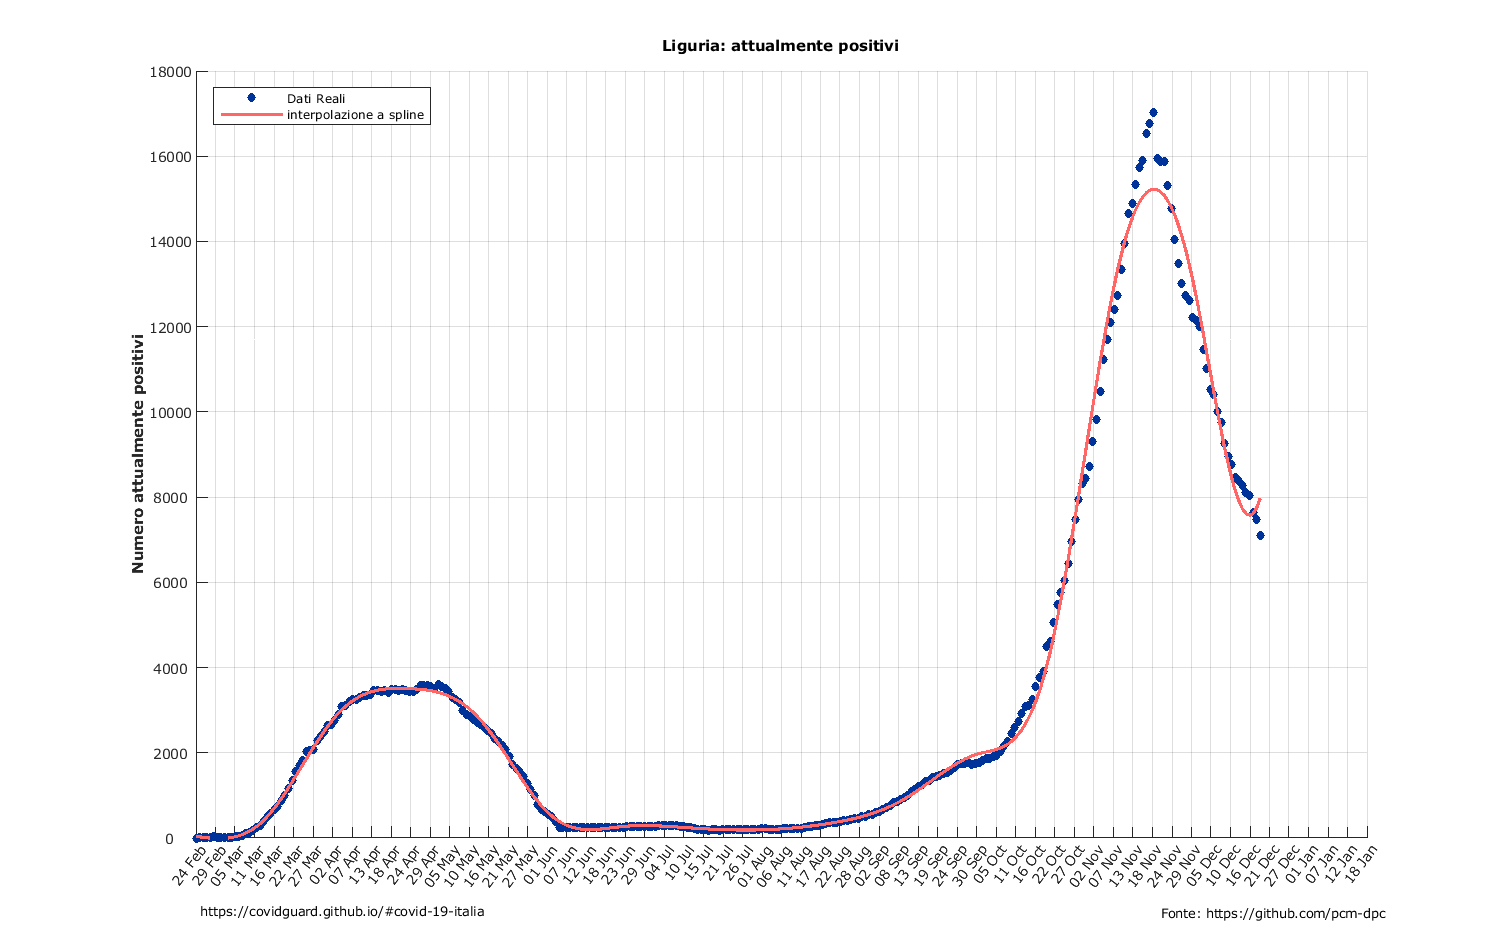 Liguria: attualmente positivi
Dati Reali
interpolazione a spline
Numero attualmente positivi
18000
16000
14000
12000
10000
8000
6000
4000
2000
0
24 Feb
29 Feb
05 Mar
11 Mar
16 Mar
22 Mar
27 Mar
02 Apr
07 Apr
13 Apr
18 Apr
24 Apr
29 Apr
05 May
10 May
16 May
21 May
27 May
01 Jun
07 Jun
12 Jun
18 Jun
23 Jun
29 Jun
04 Jul
10 Jul
15 Jul
21 Jul
26 Jul
01 Aug
06 Aug
11 Aug
17 Aug
22 Aug
28 Aug
02 Sep
08 Sep
13 Sep
19 Sep
24 Sep
30 Sep
05 Oct
11 Oct
16 Oct
22 Oct
27 Oct
02 Nov
07 Nov
13 Nov
18 Nov
24 Nov
29 Nov
05 Dec
10 Dec
16 Dec
21 Dec
27 Dec
01 Jan
07 Jan
12 Jan
18 Jan
https://covidguard.github.io/#covid-19-italia
Fonte: https://github.com/pcm-dpc